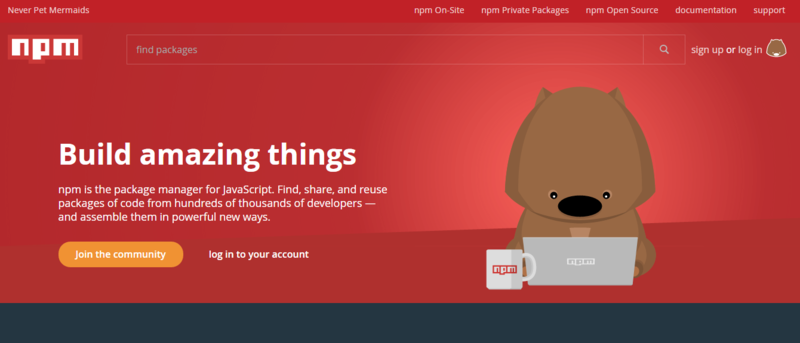 Never Pet Mermaids
npm On-Site
npm Private Packages
npm Open Source
documentation
support
npm
find packages
sign up or log in
Build amazing things
npm is the package manager for JavaScript. Find, share, and reuse
packages of code from hundreds of thousands of developers —
and assemble them in powerful new ways.
Join the community
log in to your account
npm
npm